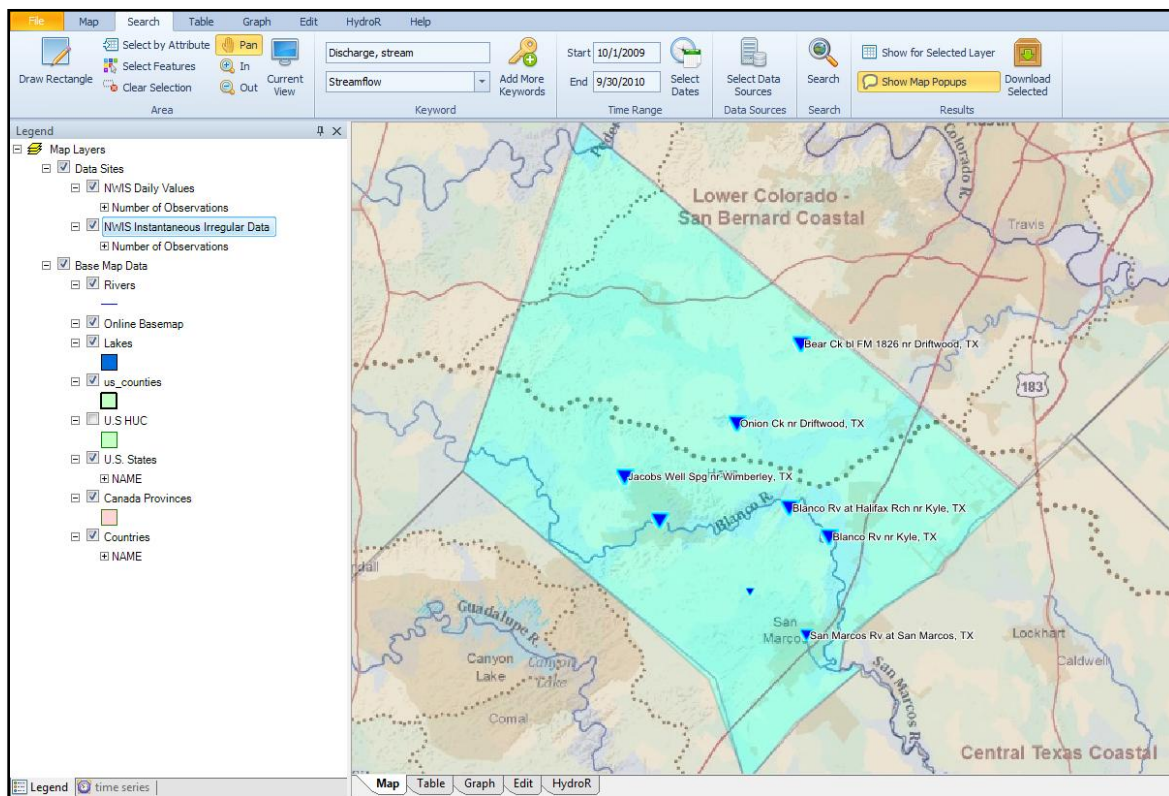 File Map Search Table Graph Edit HydroR Help
Draw Rectangle
Select by Attribute
Select Features
Clear Selection
Pan
In
Out
Current View
Area
Discharge, stream
Streamflow
Add More Keywords
Keyword
Start 10/1/2009
End 9/30/2010
Select Dates
Time Range
Select Data Sources
Data Sources
Search
Search
Show for Selected Layer
Show Map Popups
Download Selected
Results
Legend
Map Layers
Data Sites
NWIS Daily Values
Number of Observations
NWIS Instantaneous Irregular Data
Number of Observations
Base Map Data
Rivers
Online Basemap
Lakes
us_counties
U.S HUC
U.S. States
NAME
Canada Provinces
Countries
NAME
Legend time series
Colorado R.
Lower Colorado -
San Bernard Coastal
Travis
Bear Ck bl FM 1826 nr Driftwood, TX
183
Onion Ck nr Driftwood, TX
Jacobs Well Spg nr Wimberley, TX
Blanco R.
Blanco Rv at Halifax Rch nr Kyle, TX
Blanco Rv nr Kyle, TX
Guadalupe R.
San
Marcos
San Marcos Rv at San Marcos, TX
Lockhart
Caldwell
Canyon
Lake
Canyon
Lake
San Marcos R.
Comal
Central Texas Coastal
Map Table Graph Edit HydroR